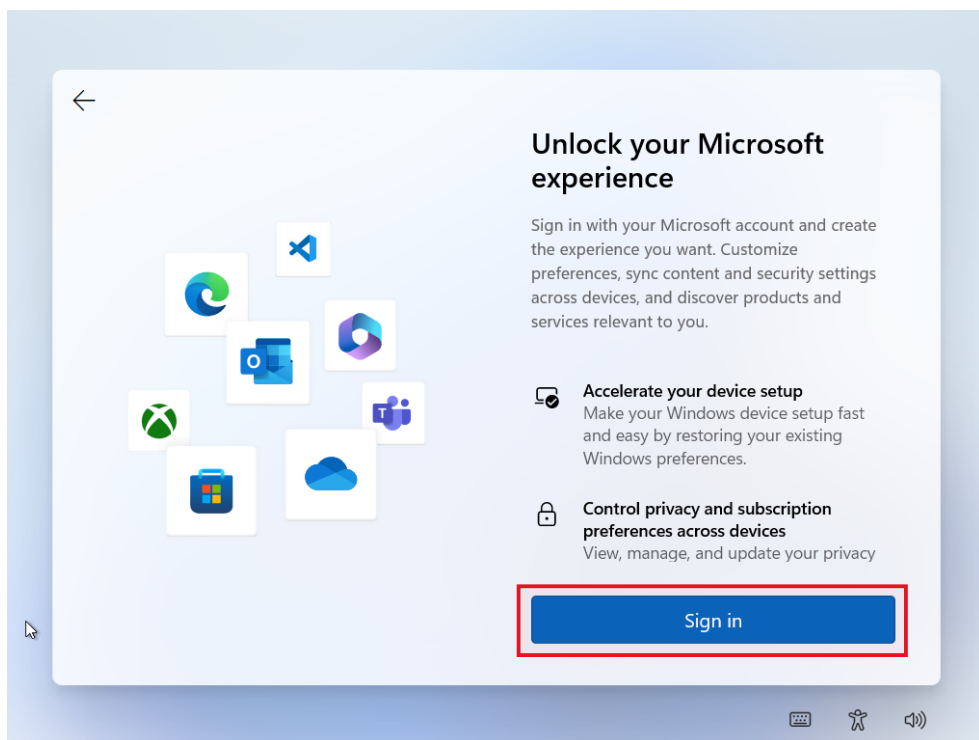 Unlock your Microsoft
experience
Sign in with your Microsoft account and create
the experience you want. Customize
preferences, sync content and security settings
across devices, and discover products and
services relevant to you.
Accelerate your device setup
Make your Windows device setup fast
and easy by restoring your existing
Windows preferences.
Control privacy and subscription
preferences across devices
View, manage, and update your privacy
Sign in
O
T